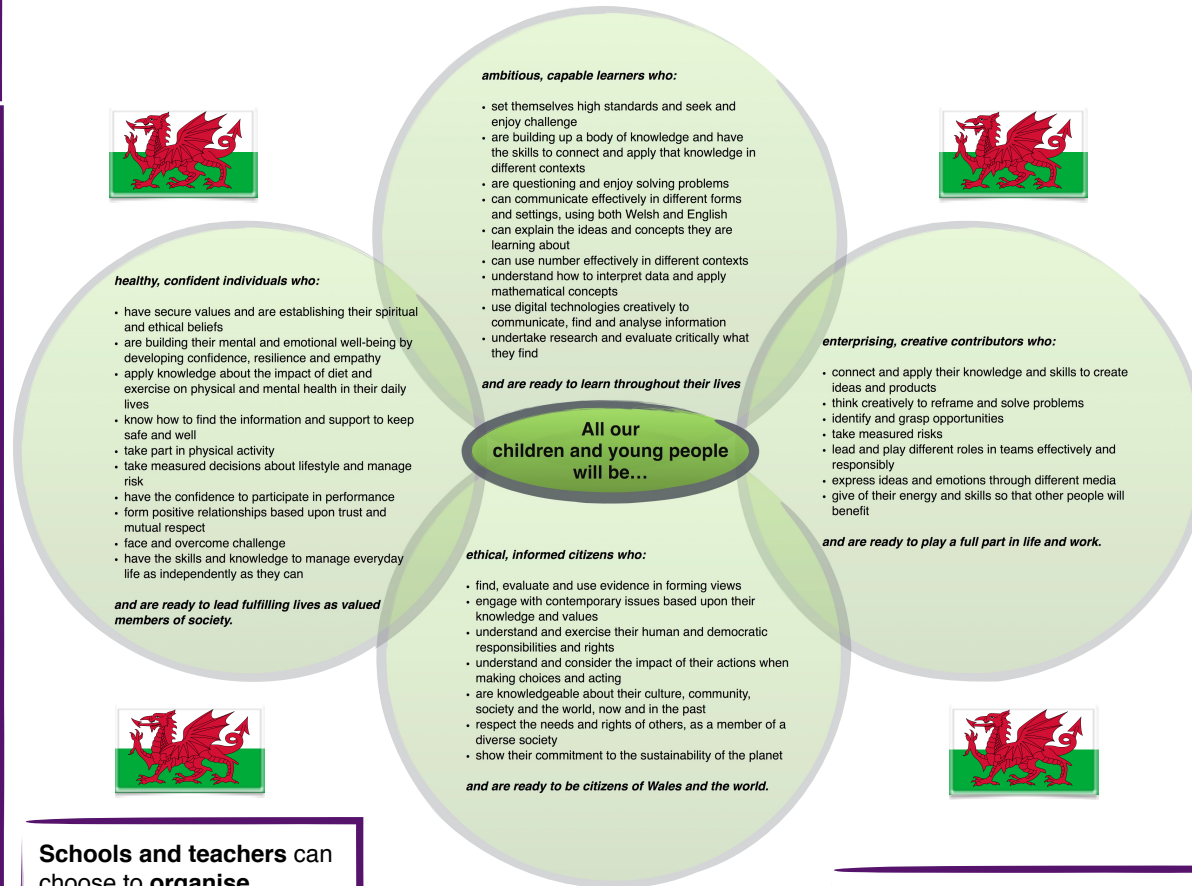 ambitious, capable learners who:
• set themselves high standards and seek and
enjoy challenge
• are building up a body of knowledge and have
the skills to connect and apply that knowledge in
different contexts
• are questioning and enjoy solving problems
• can communicate effectively in different forms
and settings, using both Welsh and English
• can explain the ideas and concepts they are
learning about
• can use number effectively in different contexts
• understand how to interpret data and apply
mathematical concepts
• use digital technologies creatively to
communicate, find and analyse information
• undertake research and evaluate critically what
they find
and are ready to learn throughout their lives
healthy, confident individuals who:
• have secure values and are establishing their spiritual
and ethical beliefs
• are building their mental and emotional well-being by
developing confidence, resilience and empathy
• apply knowledge about the impact of diet and
exercise on physical and mental health in their daily
lives
• know how to find the information and support to keep
safe and well
• take part in physical activity
• take measured decisions about lifestyle and manage
risk
• have the confidence to participate in performance
• form positive relationships based upon trust and
mutual respect
• face and overcome challenge
• have the skills and knowledge to manage everyday
life as independently as they can
and are ready to lead fulfilling lives as valued
members of society.
All our
children and young people
will be…
enterprising, creative contributors who:
• connect and apply their knowledge and skills to create
ideas and products
• think creatively to reframe and solve problems
• identify and grasp opportunities
• take measured risks
• lead and play different roles in teams effectively and
responsibly
• express ideas and emotions through different media
• give of their energy and skills so that other people will
benefit
and are ready to play a full part in life and work.
ethical, informed citizens who:
• find, evaluate and use evidence in forming views
• engage with contemporary issues based upon their
knowledge and values
• understand and exercise their human and democratic
responsibilities and rights
• understand and consider the impact of their actions when
making choices and acting
• are knowledgeable about their culture, community,
society and the world, now and in the past
• respect the needs and rights of others, as a member of a
diverse society
• show their commitment to the sustainability of the planet
and are ready to be citizens of Wales and the world.
Schools and teachers can
choose to organise